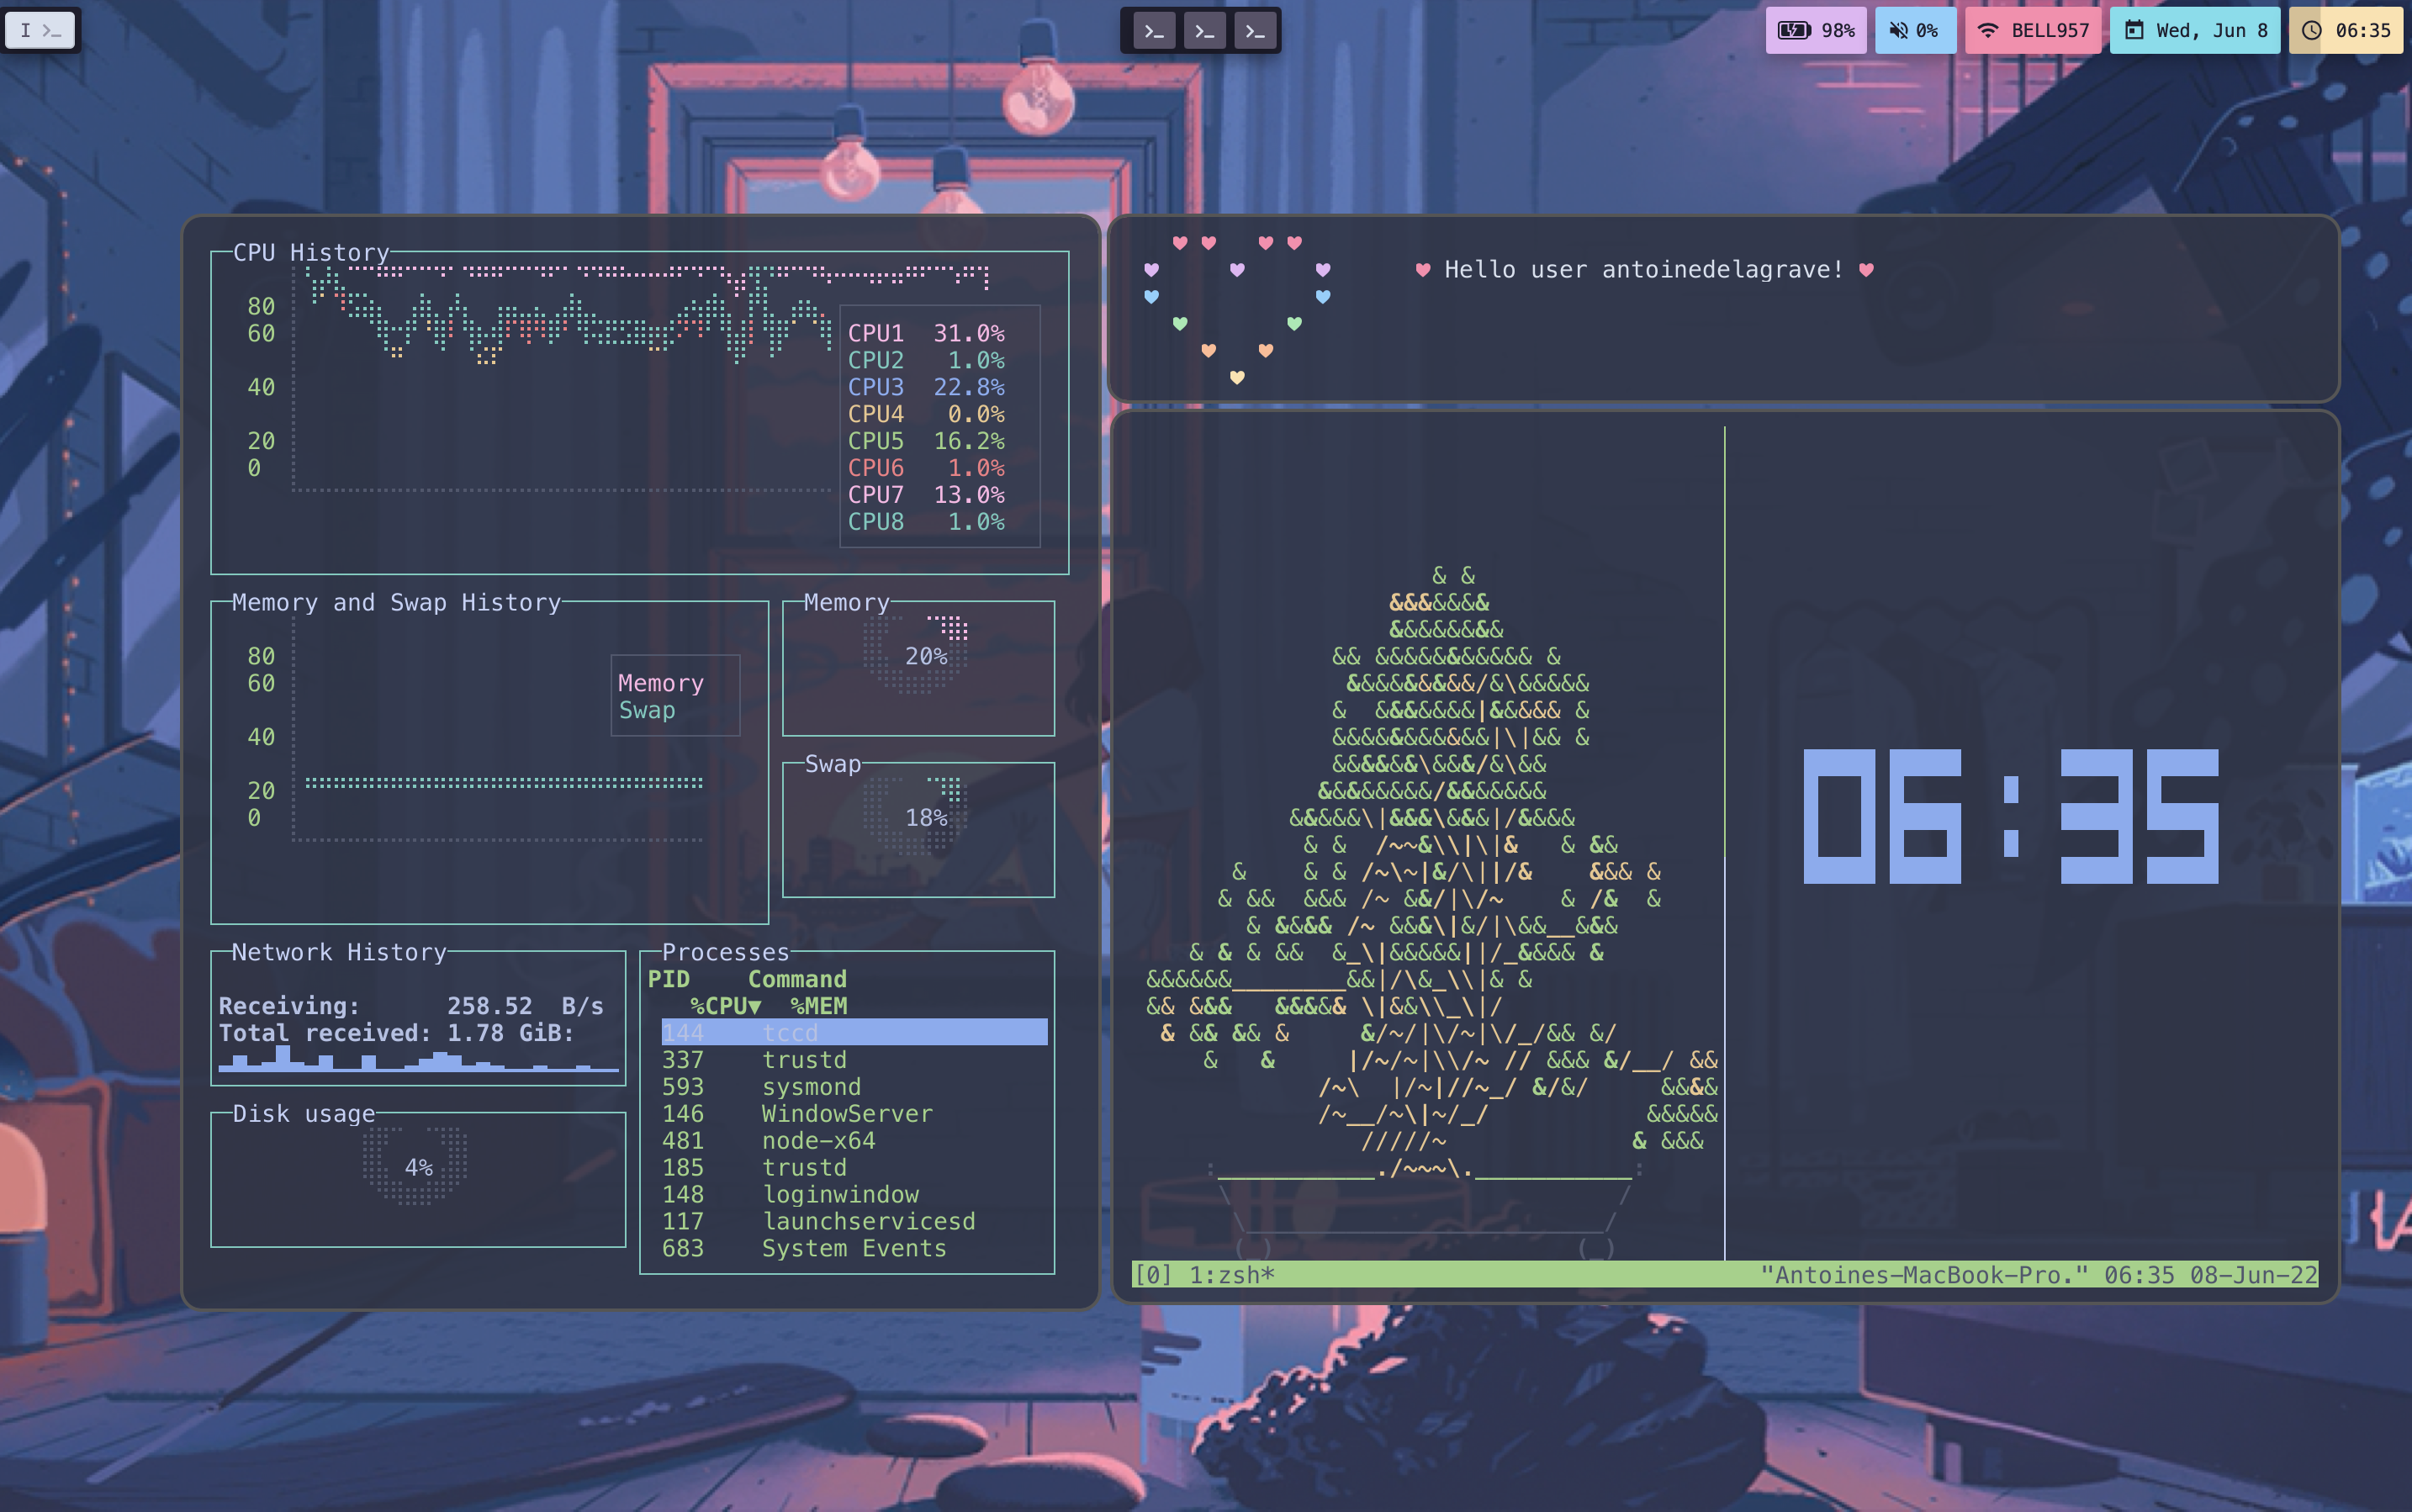 I
98%
0%
BELL957
Wed, Jun 8
06:35
CPU History
80
60
40
20
0
CPU1 31.0%
CPU2 1.0%
CPU3 22.8%
CPU4 0.0%
CPU5 16.2%
CPU6 1.0%
CPU7 13.0%
CPU8 1.0%
Memory and Swap History
80
60
40
20
0
Memory
Swap
Memory
20%
Swap
18%
Network History
Receiving: 258.52 B/s
Total received: 1.78 GiB:
Disk usage
4%
Processes
PID Command
%CPU▼ %MEM
144 tccd
337 trustd
593 sysmond
146 WindowServer
481 node-x64
185 trustd
148 loginwindow
117 launchservicesd
683 System Events
♥ Hello user antoinedelagrave! ♥
06:35
[0] 1:zsh*
"Antoines-MacBook-Pro." 06:35 08-Jun-22